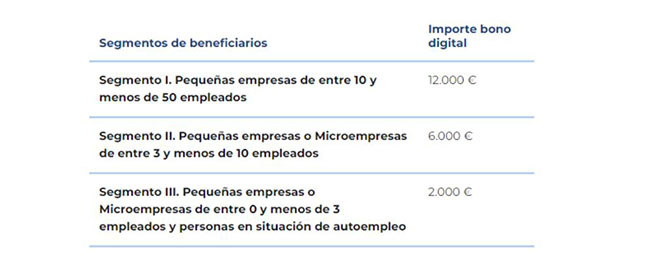 Segmentos de beneficiarios
Importe bono
digital
Segmento I. Pequeñas empresas de entre 10 y
menos de 50 empleados
12.000 €
Segmento II. Pequeñas empresas o Microempresas
de entre 3 y menos de 10 empleados
6.000 €
Segmento III. Pequeñas empresas o
Microempresas de entre 0 y menos de 3
empleados y personas en situación de autoempleo
2.000 €